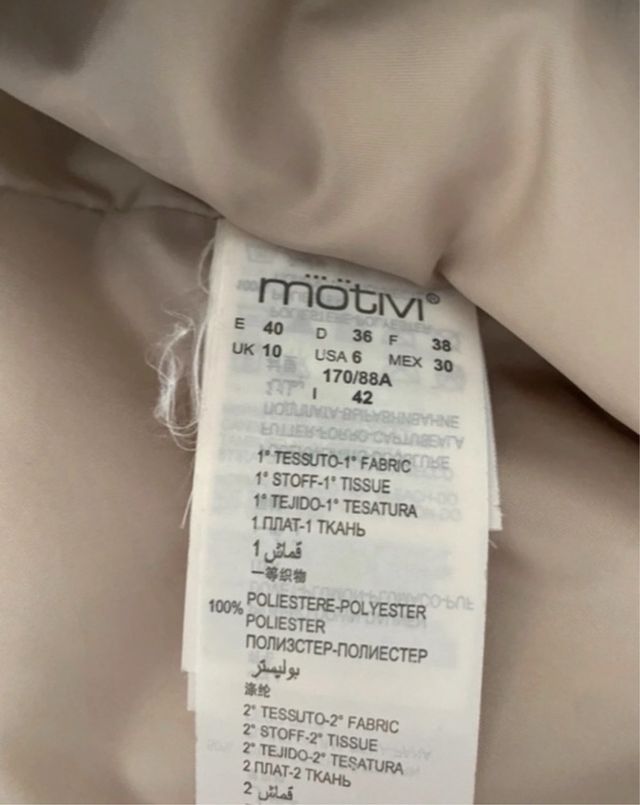 mötivi®
E 40 D 36 F 38
UK 10 USA 6 MEX 30
170/88A
I 42
1° TESSUTO-1° FABRIC
1° STOFF-1° TISSUE
1° TEJIDO-1° TESATURA
1 ПЛАТ-1 ТКАНЬ
قماش 1
一等织物
100% POLIESTERE-POLYESTER
POLIESTER
ПОЛИЗСТЕР-ПОЛИЕСТЕР
بوليستر
涤纶
2° TESSUTO-2° FABRIC
2° STOFF-2° TISSUE
2° TEJIDO-2° TESATURA
2 ПЛАТ-2 ТКАНЬ
قماش 2